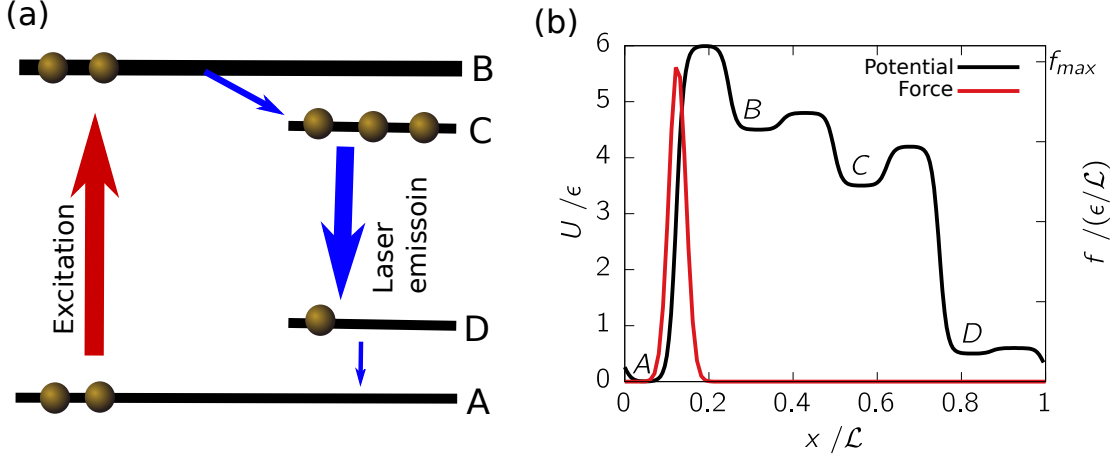 (a)
B
C
Excitation
Laser
emissoin
D
A
(b)
6
5
4
3
2
1
0
U /ϵ
Potential
Force
f_max
A
B
C
D
f /(ϵ/ℒ)
0 0.2 0.4 0.6 0.8 1
x /ℒ